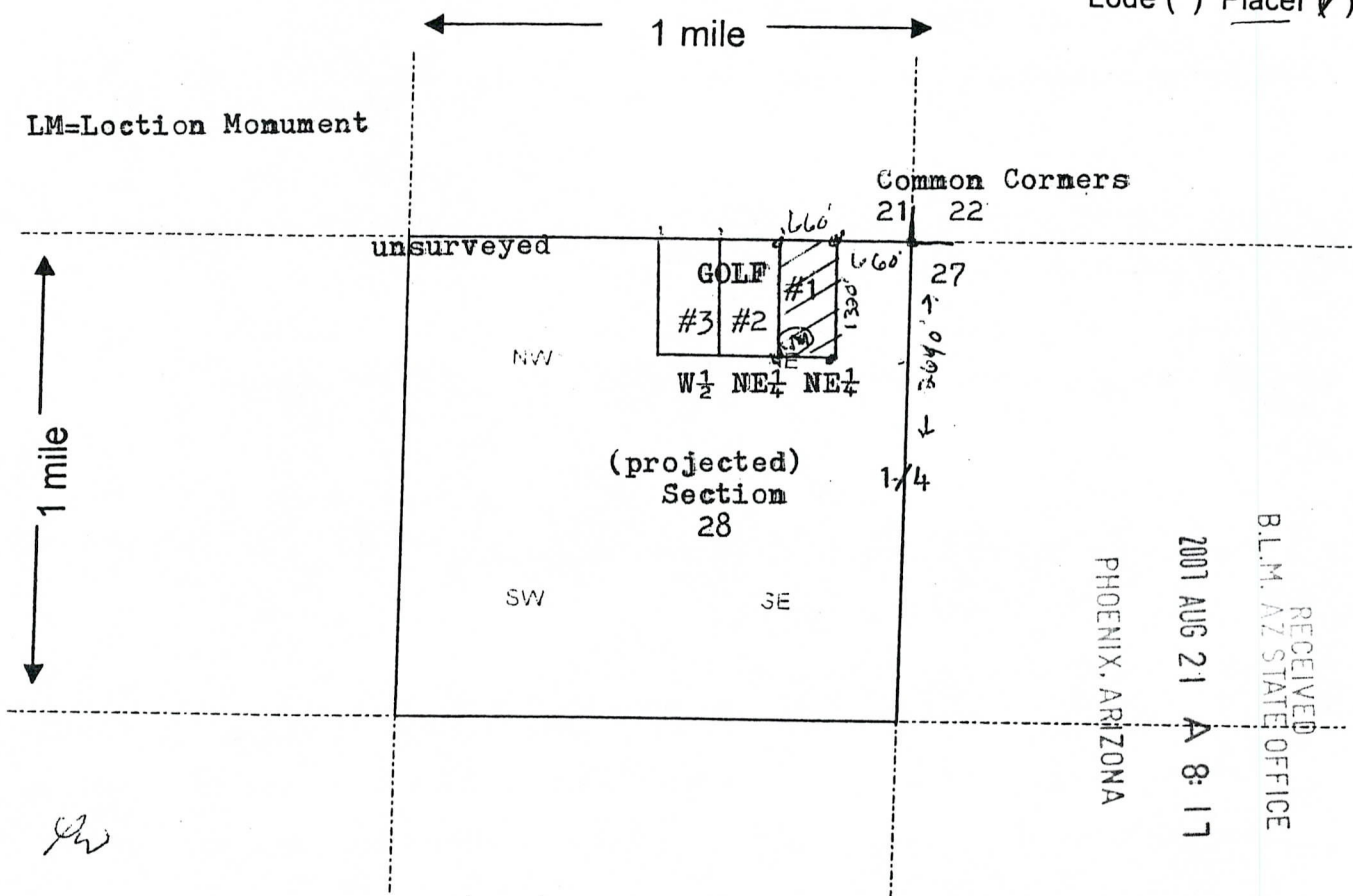 Lode ( ) Placer ( )
1 mile
LM=Loction Monument
Common Corners
21 22
unsurveyed
660'
660'
27
GOLF
#1
#3 #2
1320'
LM
NW
E
W½ NE¼ NE¼
2640'
(projected)
Section
28
1/4
1 mile
SW
SE
RECEIVED
B.L.M. AZ STATE OFFICE
2007 AUG 21 A 8: 17
PHOENIX, ARIZONA